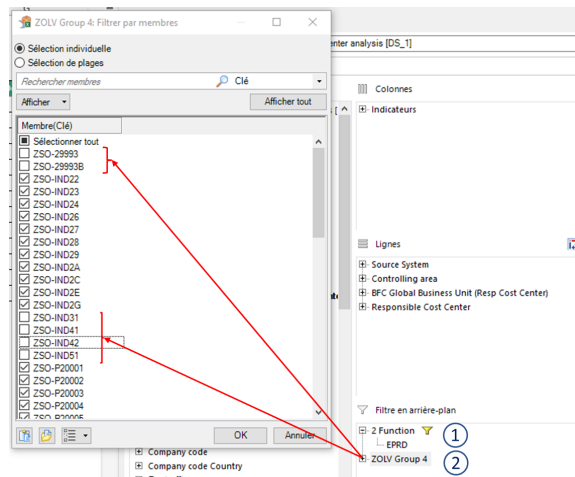 ZOLV Group 4: Filtrer par membres
Sélection individuelle
Sélection de plages
Rechercher membres
Clé
Afficher
Afficher tout
Membre(Clé)
Sélectionner tout
ZSO-29993
ZSO-29993B
ZSO-IND22
ZSO-IND23
ZSO-IND24
ZSO-IND26
ZSO-IND27
ZSO-IND28
ZSO-IND29
ZSO-IND2A
ZSO-IND2C
ZSO-IND2E
ZSO-IND2G
ZSO-IND31
ZSO-IND41
ZSO-IND42
ZSO-IND51
ZSO-P20001
ZSO-P20002
ZSO-P20003
ZSO-P20004
OK
Annuler
enter analysis [DS_1]
Colonnes
Indicateurs
Lignes
Source System
Controlling area
BFC Global Business Unit (Resp Cost Center)
Responsible Cost Center
Filtre en arrière-plan
2 Function
1
EPRD
ZOLV Group 4
2
Company code
Company code Country